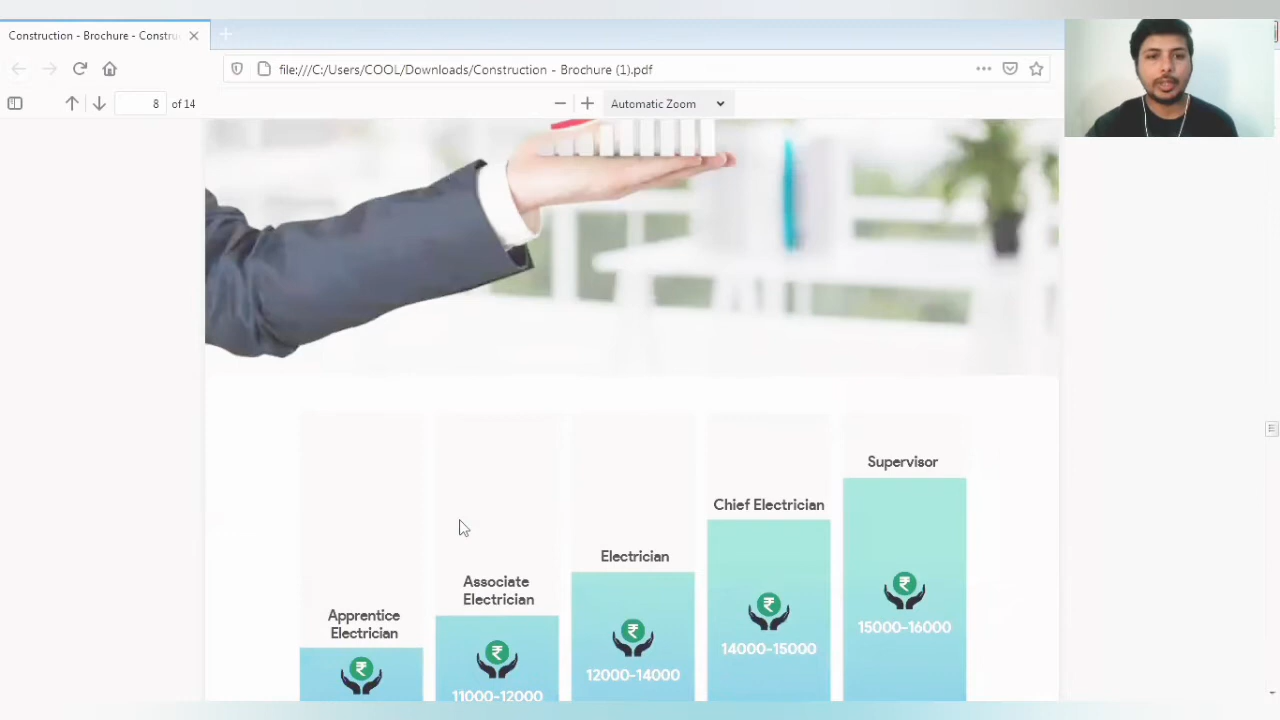 Construction - Brochure - Constru
file:///C:/Users/COOL/Downloads/Construction - Brochure (1).pdf
8 of 14
Automatic Zoom
Supervisor
Chief Electrician
Electrician
Associate
Electrician
Apprentice
Electrician
₹
15000-16000
₹
14000-15000
₹
12000-14000
₹
11000-12000
₹